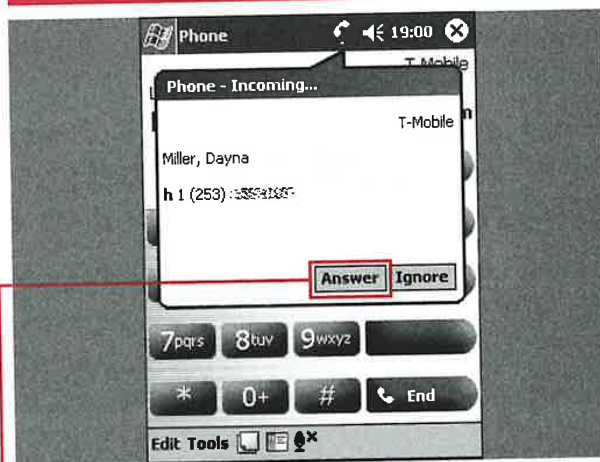 Phone 19:00
T-Mobile
Phone - Incoming...
T-Mobile
Miller, Dayna
h 1 (253)
Answer Ignore
7pqrs 8tuv 9wxyz
* 0+ # End
Edit Tools